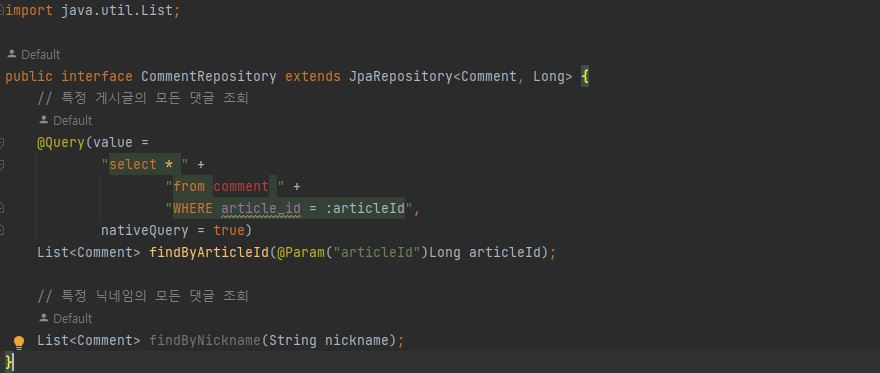 import java.util.List;
Default
public interface CommentRepository extends JpaRepository<Comment, Long> {
// 특정 게시글의 모든 댓글 조회
Default
@Query(value =
"select * " +
"from comment " +
"WHERE article_id = :articleId",
nativeQuery = true)
List<Comment> findByArticleId(@Param("articleId")Long articleId);
// 특정 닉네임의 모든 댓글 조회
Default
List<Comment> findByNickname(String nickname);
}